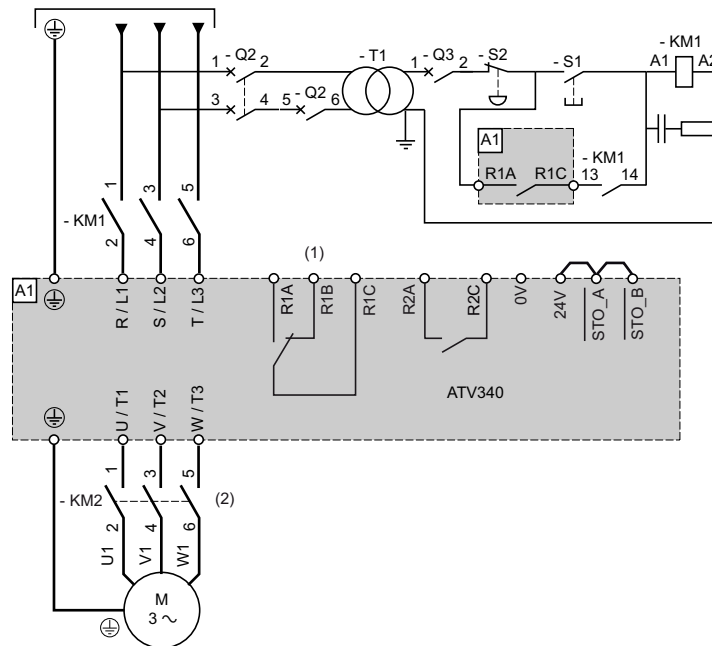 - Q2
1
2
- T1
1
- Q3
2
- S2
- S1
- KM1
A1
A2
3
4
5
- Q2
6
A1
R1A
R1C
- KM1
13
14
1
3
5
- KM1
2
4
6
(1)
A1
R / L1
S / L2
T / L3
R1A
R1B
R1C
R2A
R2C
0V
24V
STO_A
STO_B
ATV340
U / T1
V / T2
W / T3
1
3
5
- KM2
(2)
2
4
6
U1
V1
W1
M
3 ~